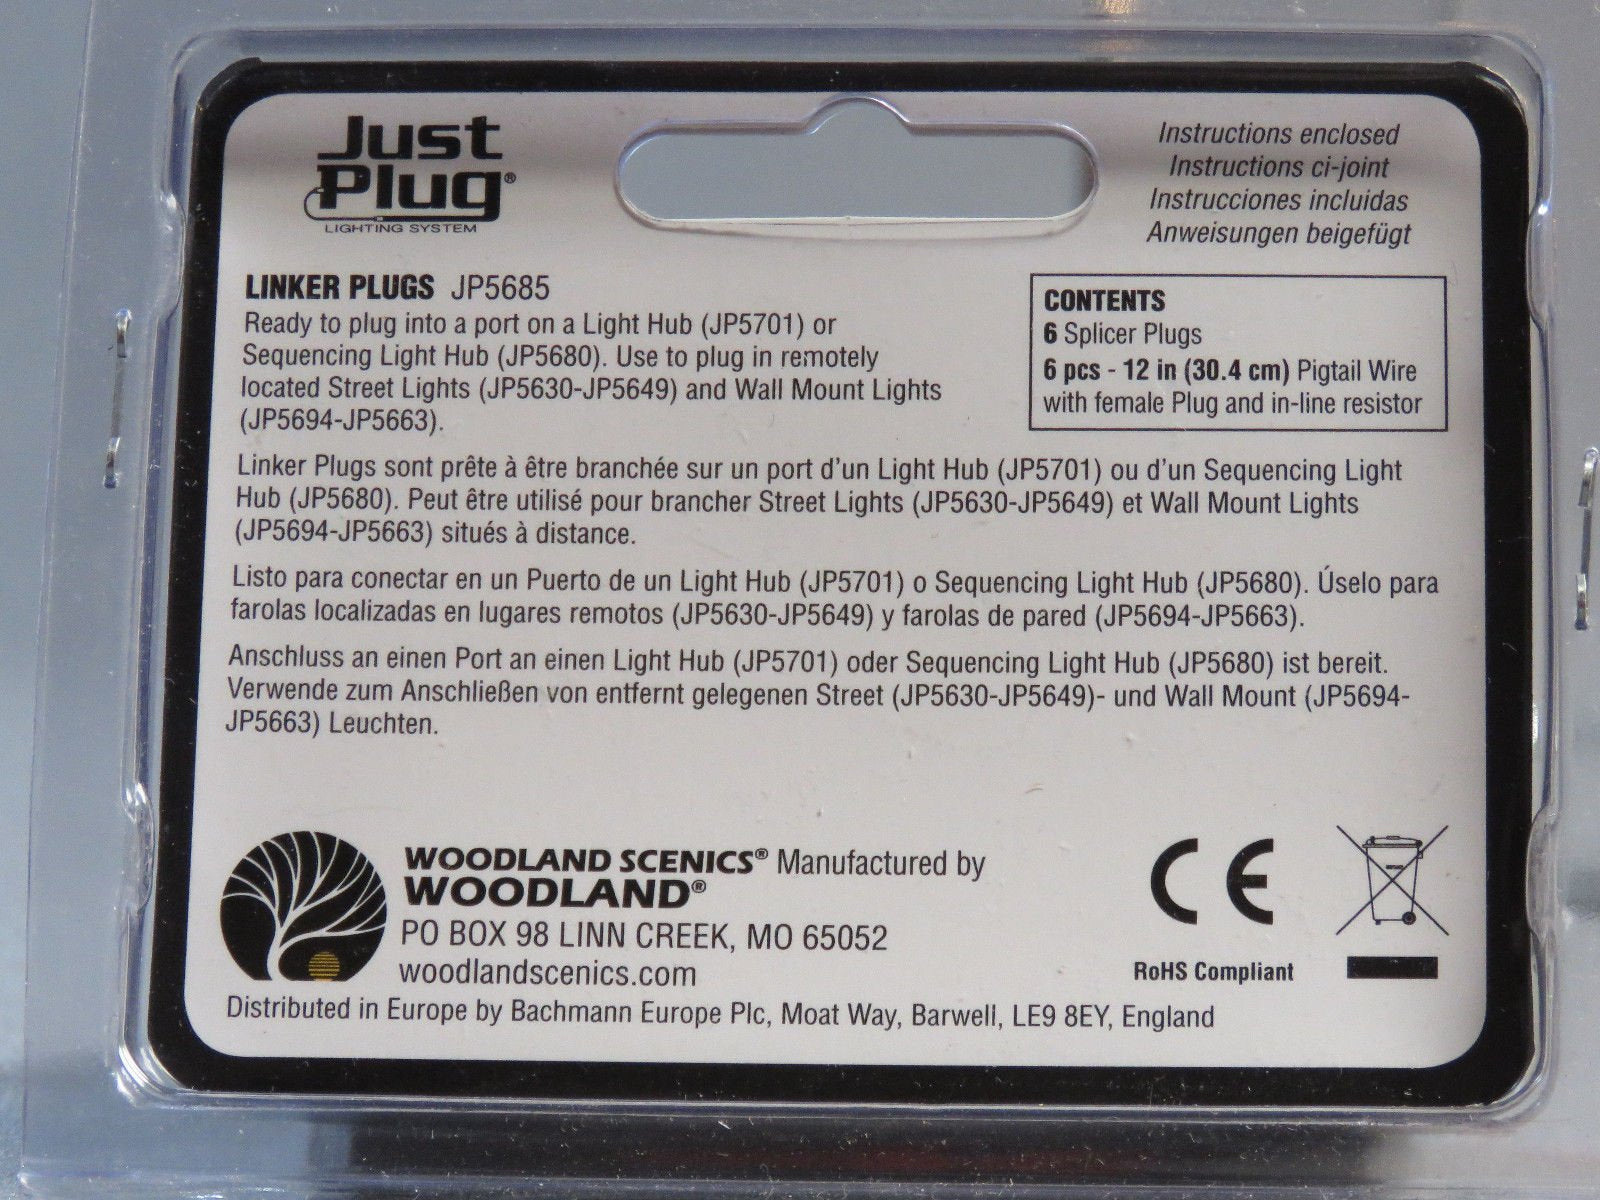 Just
Plug®
LIGHTING SYSTEM
Instructions enclosed
Instructions ci-joint
Instrucciones incluidas
Anweisungen beigefügt
LINKER PLUGS JP5685
Ready to plug into a port on a Light Hub (JP5701) or
Sequencing Light Hub (JP5680). Use to plug in remotely
located Street Lights (JP5630-JP5649) and Wall Mount Lights
(JP5694-JP5663).
CONTENTS
6 Splicer Plugs
6 pcs - 12 in (30.4 cm) Pigtail Wire
with female Plug and in-line resistor
Linker Plugs sont prête à être branchée sur un port d'un Light Hub (JP5701) ou d'un Sequencing Light
Hub (JP5680). Peut être utilisé pour brancher Street Lights (JP5630-JP5649) et Wall Mount Lights
(JP5694-JP5663) situés à distance.
Listo para conectar en un Puerto de un Light Hub (JP5701) o Sequencing Light Hub (JP5680). Úselo para
farolas localizadas en lugares remotos (JP5630-JP5649) y farolas de pared (JP5694-JP5663).
Anschluss an einen Port an einen Light Hub (JP5701) oder Sequencing Light Hub (JP5680) ist bereit.
Verwende zum Anschließen von entfernt gelegenen Street (JP5630-JP5649)- und Wall Mount (JP5694-
JP5663) Leuchten.
WOODLAND SCENICS® Manufactured by
WOODLAND®
PO BOX 98 LINN CREEK, MO 65052
woodlandscenics.com
Distributed in Europe by Bachmann Europe Plc, Moat Way, Barwell, LE9 8EY, England
CE
RoHS Compliant